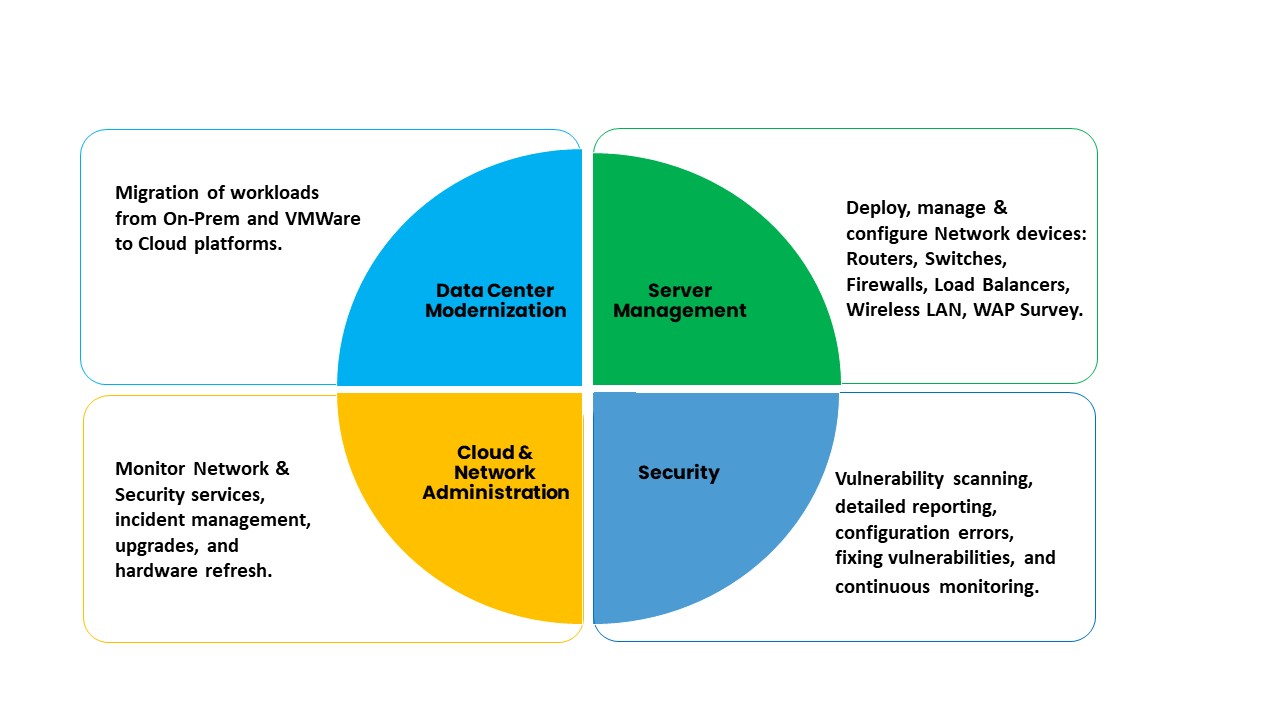 Migration of workloads
from On-Prem and VMWare
to Cloud platforms.
Data Center
Modernization
Server
Management
Deploy, manage &
configure Network devices:
Routers, Switches,
Firewalls, Load Balancers,
Wireless LAN, WAP Survey.
Monitor Network &
Security services,
incident management,
upgrades, and
hardware refresh.
Cloud &
Network
Administration
Security
Vulnerability scanning,
detailed reporting,
configuration errors,
fixing vulnerabilities, and
continuous monitoring.